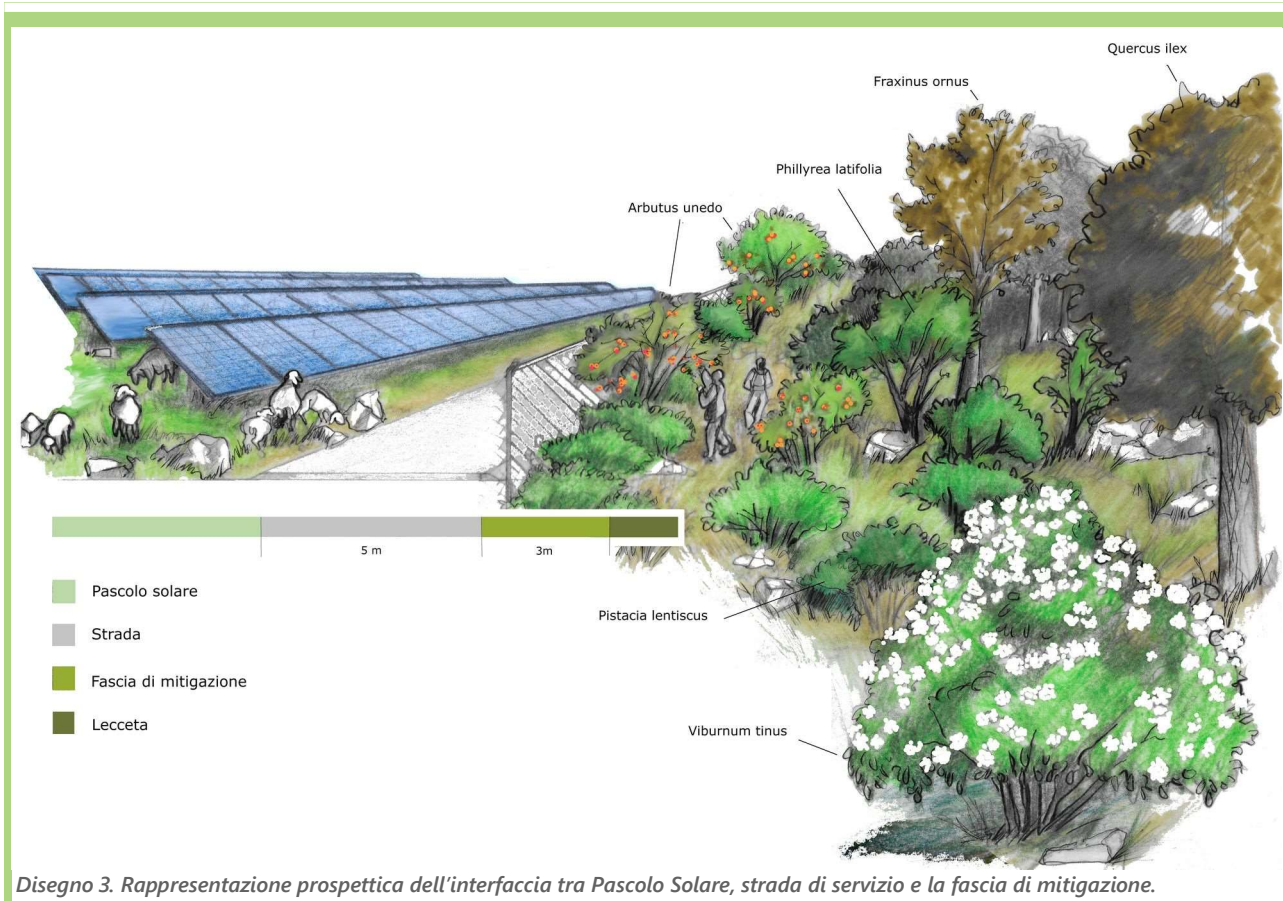 Quercus ilex
Fraxinus ornus
Phillyrea latifolia
Arbutus unedo
5 m
3m
Pascolo solare
Strada
Fascia di mitigazione
Lecceta
Pistacia lentiscus
Viburnum tinus
Disegno 3. Rappresentazione prospettica dell'interfaccia tra Pascolo Solare, strada di servizio e la fascia di mitigazione.